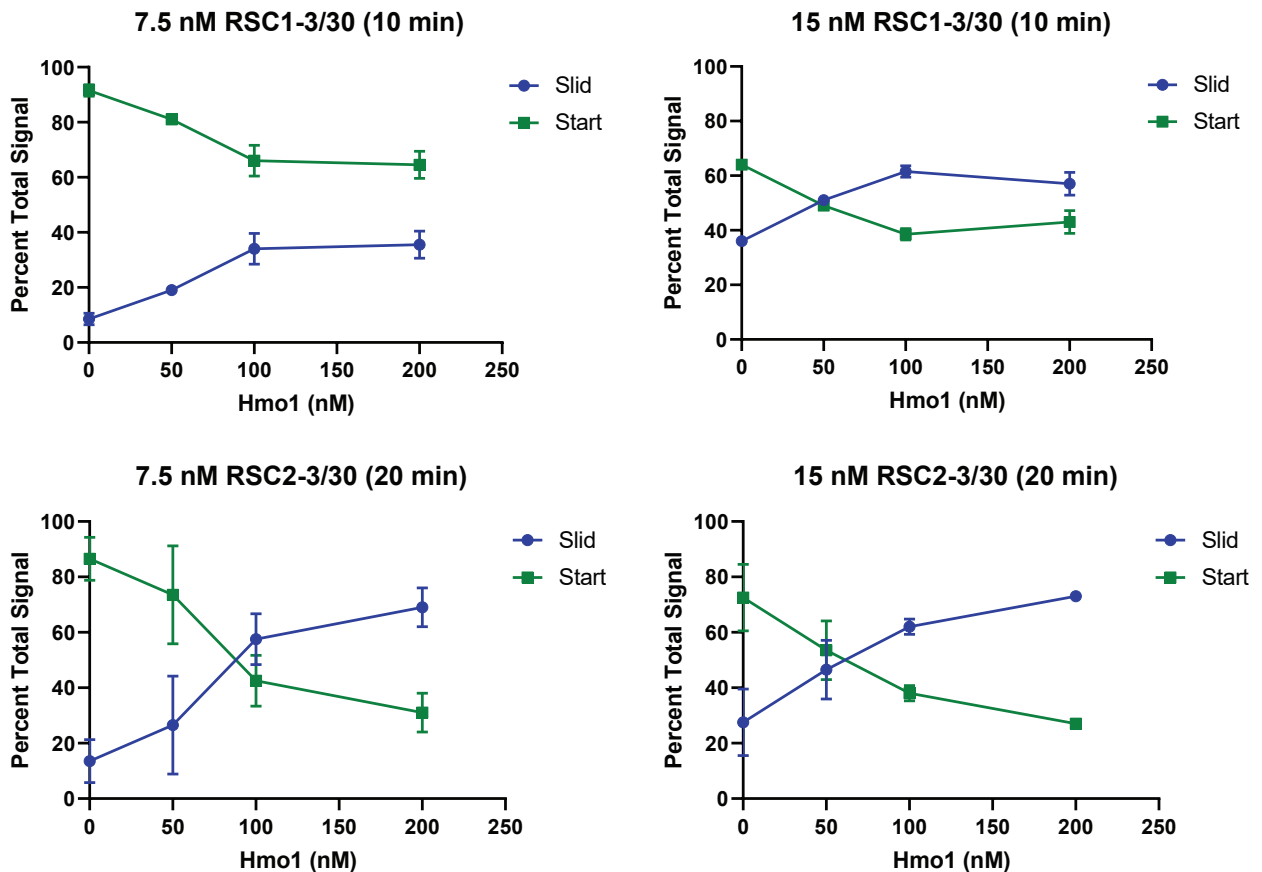 7.5 nM RSC1-3/30 (10 min)
Percent Total Signal
100
80
60
40
20
0
0 50 100 150 200 250
Hmo1 (nM)
Slid
Start
15 nM RSC1-3/30 (10 min)
Percent Total Signal
100
80
60
40
20
0
0 50 100 150 200 250
Hmo1 (nM)
Slid
Start
7.5 nM RSC2-3/30 (20 min)
Percent Total Signal
100
80
60
40
20
0
0 50 100 150 200 250
Hmo1 (nM)
Slid
Start
15 nM RSC2-3/30 (20 min)
Percent Total Signal
100
80
60
40
20
0
0 50 100 150 200 250
Hmo1 (nM)
Slid
Start